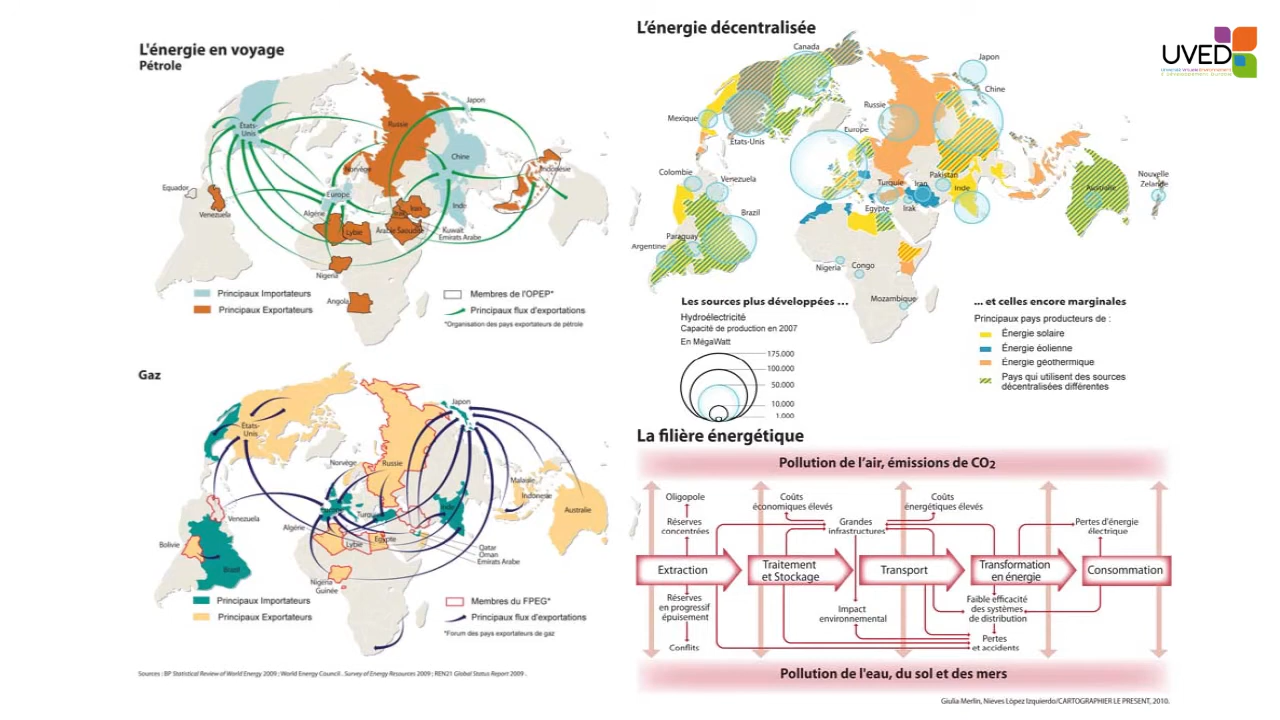 L'énergie en voyage
Pétrole
Japon
États-
Unis
Russie
Chine
Norvège
Indonésie
Equador
Europe
Venezuela
Algérie
Iran
Irak
Inde
Lybie
Arabie Saoudite
Kuwait
Emirats Arabe
Nigeria
Angola
Principaux Importateurs
Principaux Exportateurs
Membres de l'OPEP*
Principaux flux d'exportations
*Organisation des pays exportateurs de pétrole
Gaz
Japon
États-
Unis
Norvège
Russie
Malaisie
Indonésie
Australie
Venezuela
Algérie
Turquie
Inde
Bolivie
Lybie
Egypte
Brazil
Qatar
Oman
Emirats Arabe
Nigeria
Guinée
Principaux Importateurs
Principaux Exportateurs
Membres du FPEG*
Principaux flux d'exportations
*Forum des pays exportateurs de gaz
Sources : BP Statistical Review of World Energy 2009 ; World Energy Council . Survey of Energy Resources 2009 ; REN21 Global Status Report 2009 .
L'énergie décentralisée
UVED
Canada
Japon
Chine
Russie
Mexique
États-Unis
Europe
Colombie
Venezuela
Turquie
Iran
Pakistan
Inde
Australie
Nouvelle
Zelande
Brazil
Egypte
Irak
Paraguay
Argentine
Nigeria
Congo
Mozambique
Les sources plus développées ...
Hydroélectricité
Capacité de production en 2007
En MégaWatt
175.000
100.000
50.000
10.000
1.000
... et celles encore marginales
Principaux pays producteurs de :
Énergie solaire
Énergie éolienne
Énergie géothermique
Pays qui utilisent des sources
décentralisées différentes
La filière énergétique
Pollution de l'air, émissions de CO2
Oligopole
Coûts
économiques élevés
Coûts
énergétiques élevés
Réserves
concentrées
Grandes
infrastructures
Pertes d'énergie
électrique
Extraction
Traitement
et Stockage
Transport
Transformation
en énergie
Consommation
Réserves
en progressif
épuisement
Impact
environnemental
Faible efficacité
des systèmes
de distribution
Conflits
Pertes
et accidents
Pollution de l'eau, du sol et des mers
Giulia Merlin, Nieves López Izquierdo/CARTOGRAPHIER LE PRESENT, 2010.